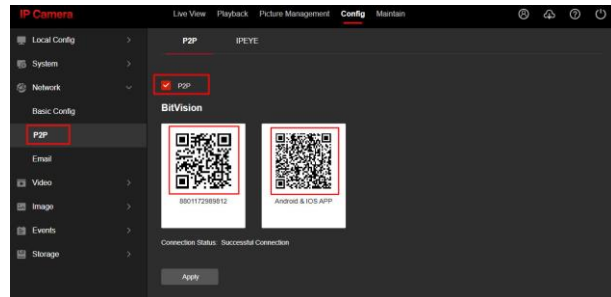 IP Camera
Live View Playback Picture Management Config Maintain
Local Config
System
Network
Basic Config
P2P
Email
Video
Image
Events
Storage
P2P IPEYE
P2P
BitVision
8801172989812
Android & IOS APP
Connection Status: Successful Connection
Apply